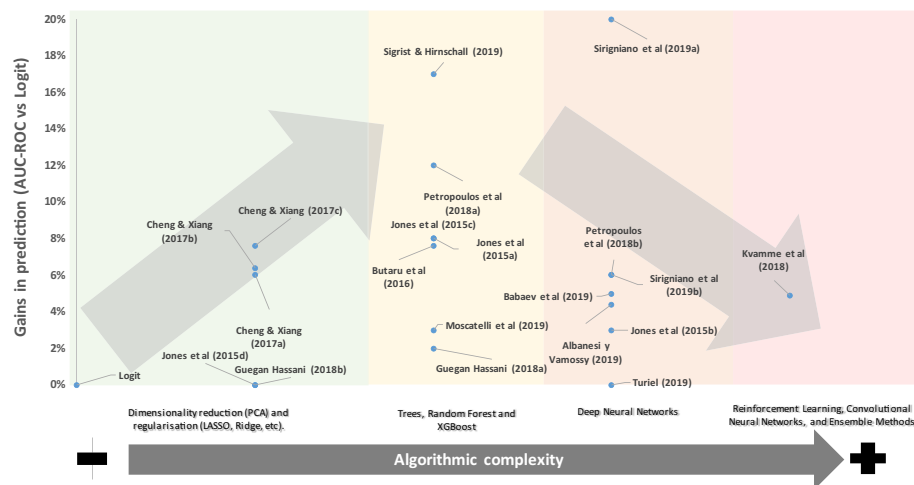 Gains in prediction (AUC-ROC vs Logit)
20%
18%
16%
14%
12%
10%
8%
6%
4%
2%
0%
Logit
Cheng & Xiang
(2017b)
Cheng & Xiang (2017c)
Cheng & Xiang
(2017a)
Jones et al (2015d)
Guegan Hassani (2018b)
Sigrist & Hirnschall (2019)
Petropoulos et al
(2018a)
Jones et al (2015c)
Jones et al
(2015a)
Butaru et al
(2016)
Moscatelli et al (2019)
Guegan Hassani (2018a)
Sirigniano et al (2019a)
Petropoulos et
et al (2018b)
Sirigniano et al
(2019b)
Babaev et al (2019)
Albanesi y
Vamossy (2019)
Jones et al (2015b)
Turiel (2019)
Kvamme et al
(2018)
Dimensionality reduction (PCA) and
regularisation (LASSO, Ridge, etc).
Trees, Random Forest and
XGBoost
Deep Neural Networks
Reinforcement Learning, Convolutional
Neural Networks, and Ensemble Methods
Algorithmic complexity